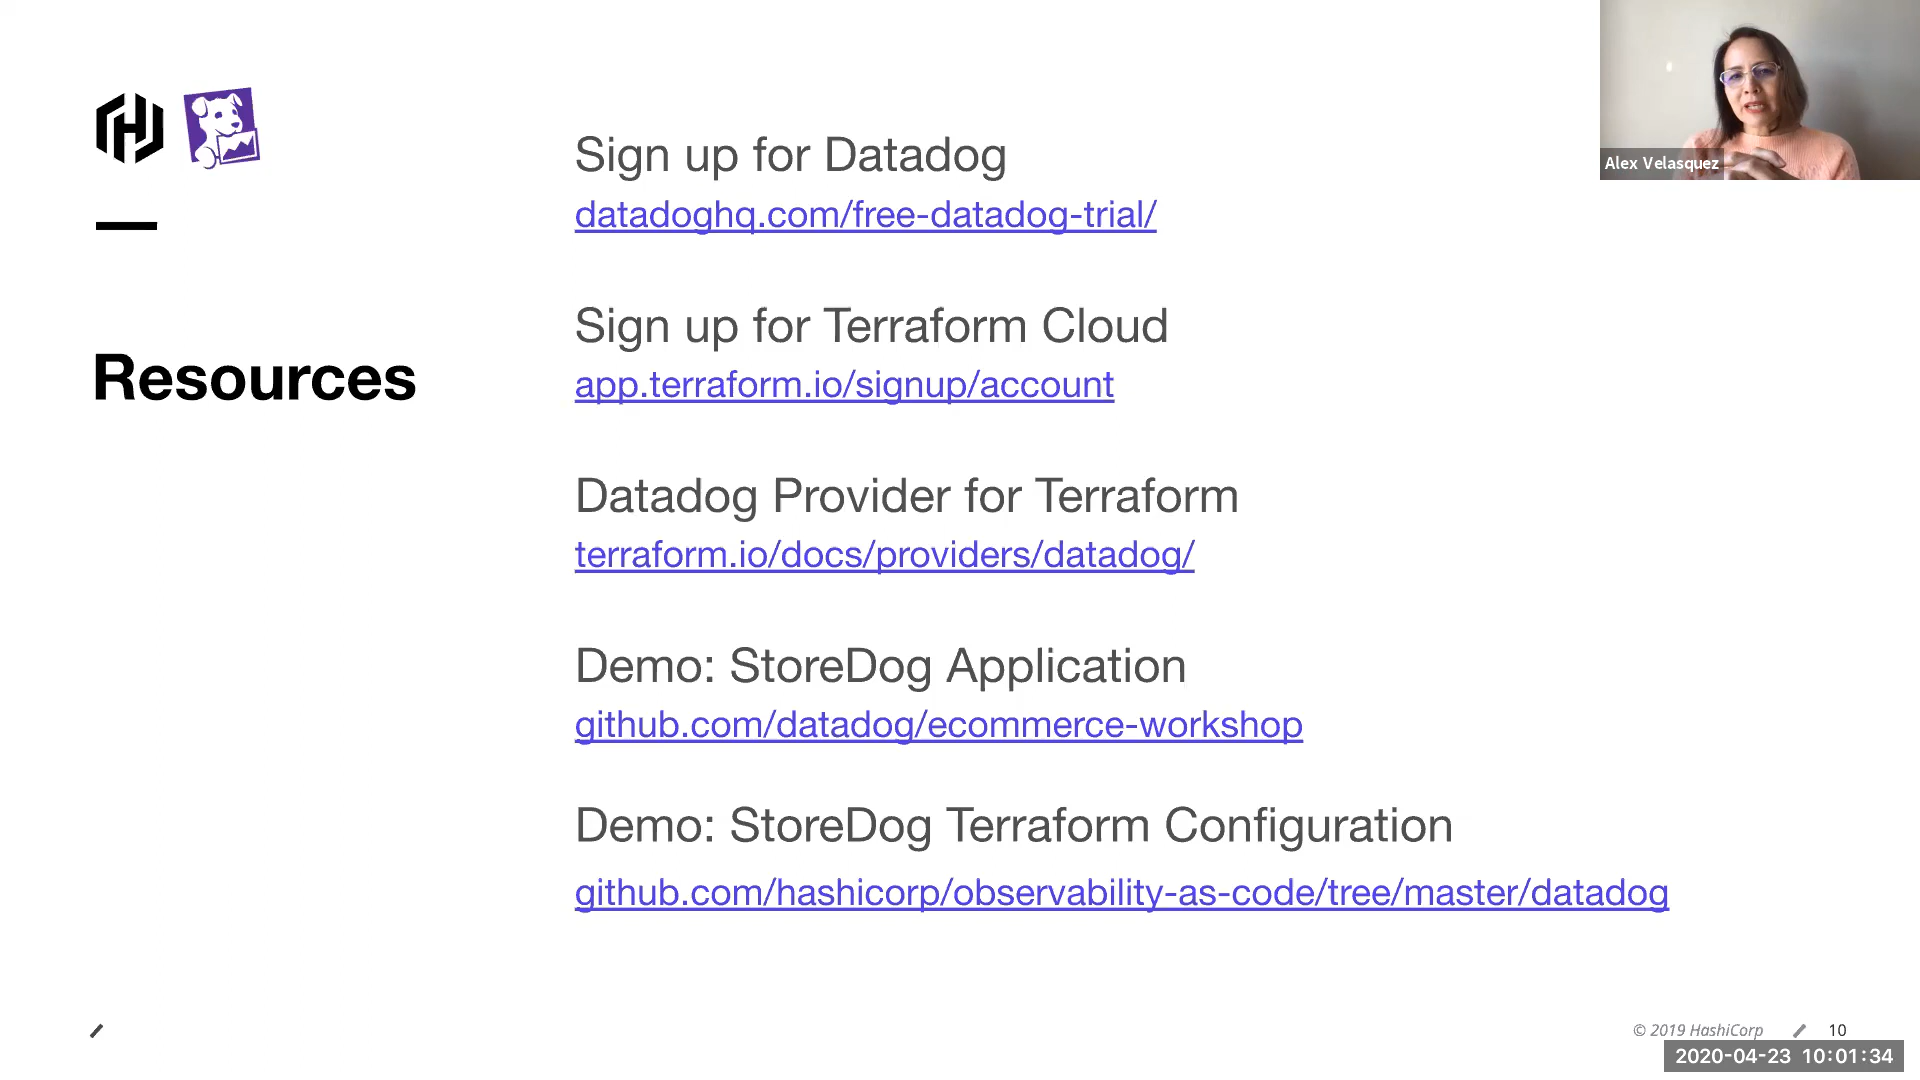 Alex Velasquez
Resources
Sign up for Datadog
datadoghq.com/free-datadog-trial/
Sign up for Terraform Cloud
app.terraform.io/signup/account
Datadog Provider for Terraform
terraform.io/docs/providers/datadog/
Demo: StoreDog Application
github.com/datadog/ecommerce-workshop
Demo: StoreDog Terraform Configuration
github.com/hashicorp/observability-as-code/tree/master/datadog
© 2019 HashiCorp
10
2020-04-23 10:01:34